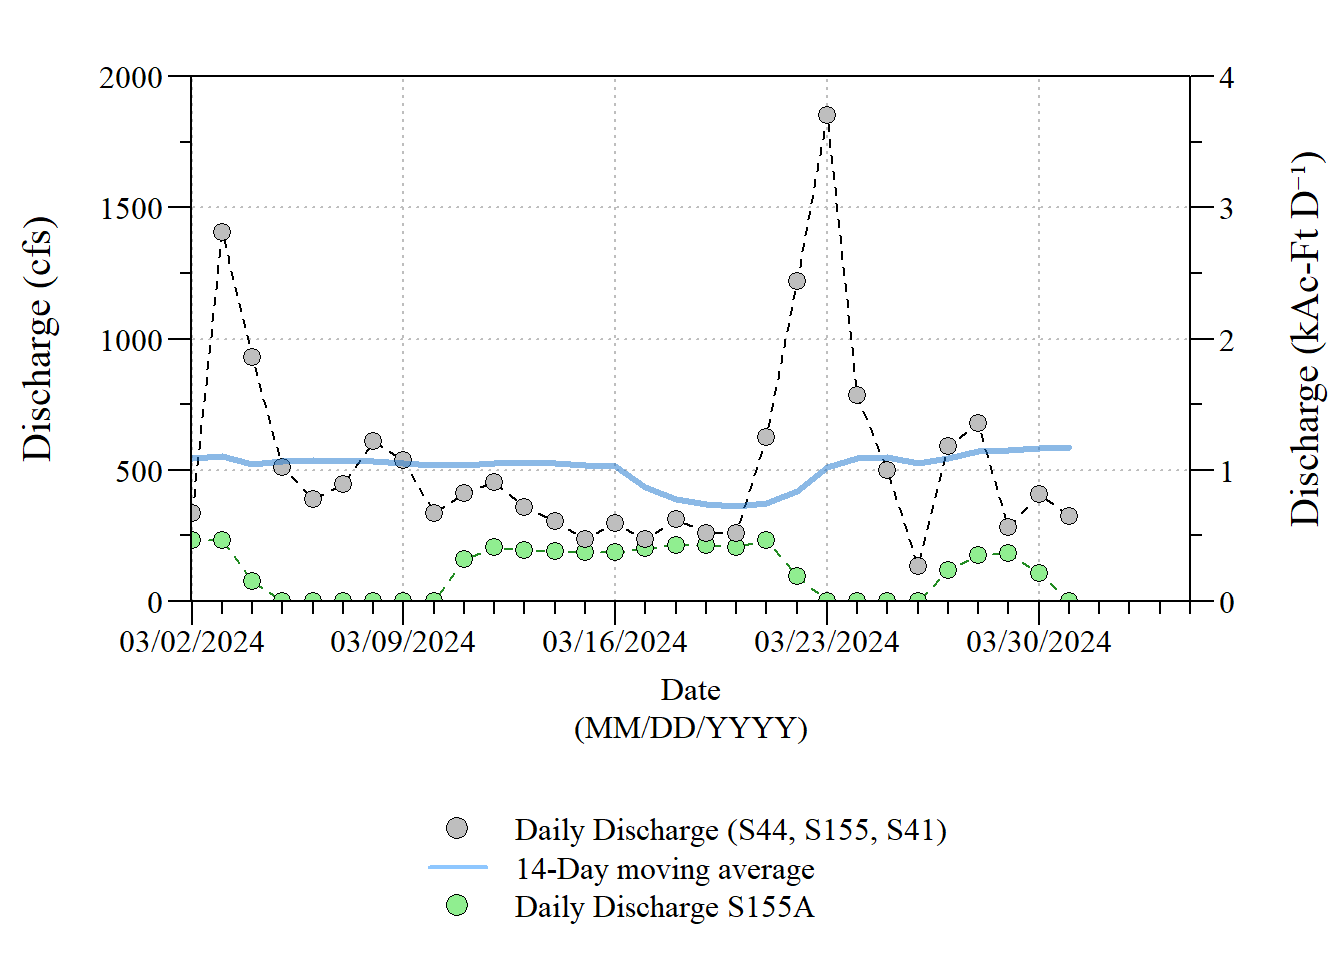 2000
1500
1000
500
0
Discharge (cfs)
4
3
2
1
0
Discharge (kAc-Ft D⁻¹)
03/02/2024
03/09/2024
03/16/2024
03/23/2024
03/30/2024
Date
(MM/DD/YYYY)
Daily Discharge (S44, S155, S41)
14-Day moving average
Daily Discharge S155A